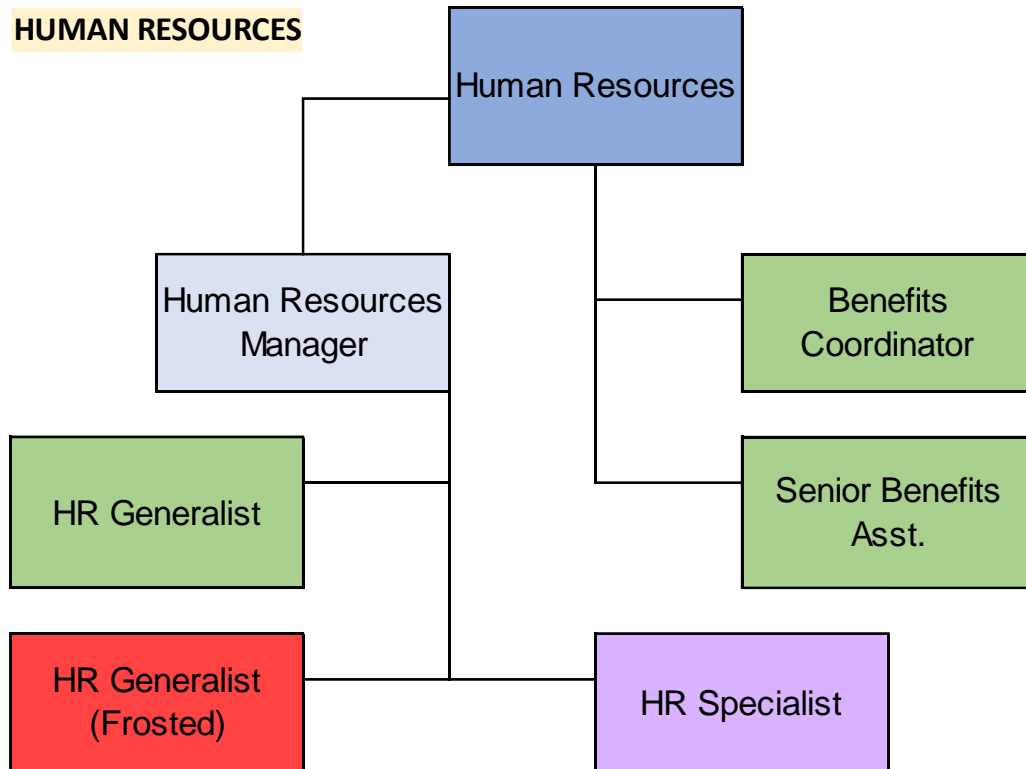 HUMAN RESOURCES
Human Resources
Human Resources
Manager
Benefits
Coordinator
HR Generalist
Senior Benefits
Asst.
HR Generalist
(Frosted)
HR Specialist